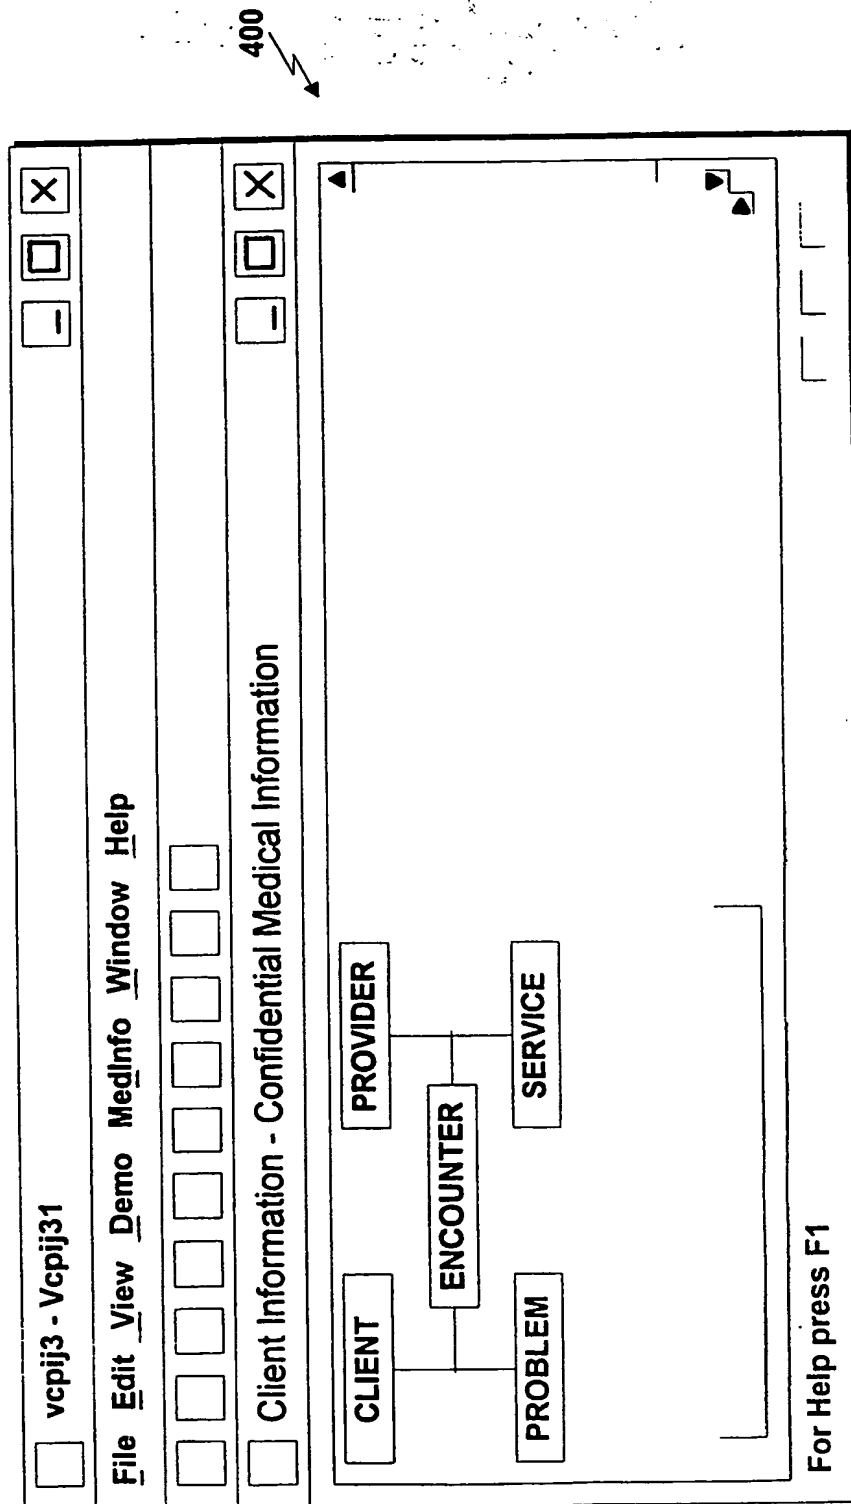 400
vcpij3 - Vcpij31
File Edit View Demo MedInfo Window Help
Client Information - Confidential Medical Information
CLIENT PROVIDER
ENCOUNTER
PROBLEM SERVICE
For Help press F1